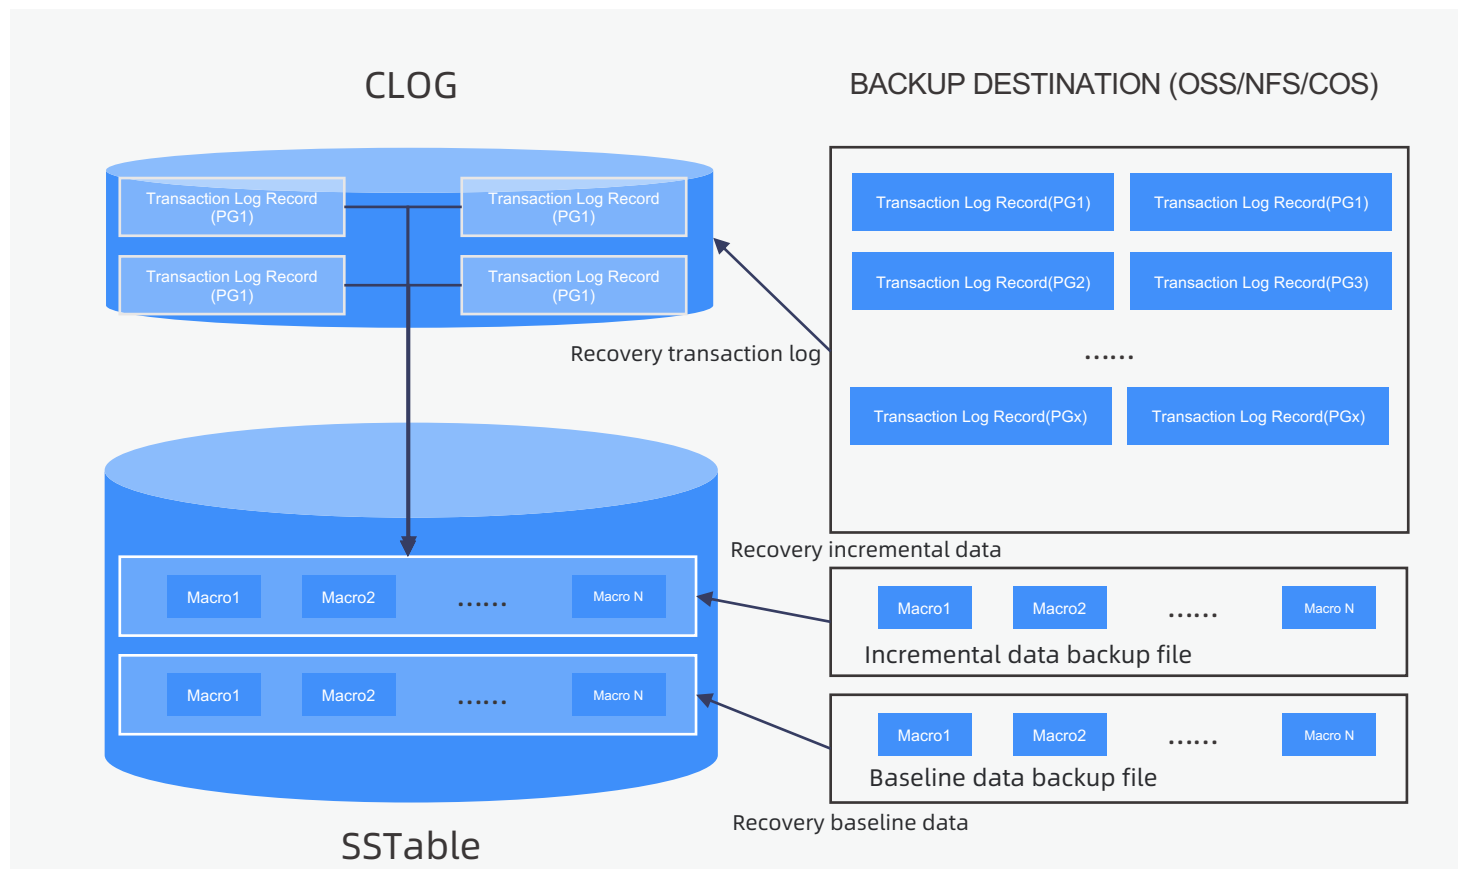 CLOG
BACKUP DESTINATION (OSS/NFS/COS)
Transaction Log Record
(PG1)
Transaction Log Record
(PG1)
Transaction Log Record
(PG1)
Transaction Log Record
(PG1)
Transaction Log Record(PG1)
Transaction Log Record(PG1)
Transaction Log Record(PG2)
Transaction Log Record(PG3)
......
Transaction Log Record(PGx)
Transaction Log Record(PGx)
Recovery transaction log
Recovery incremental data
Macro1
Macro2
......
Macro N
Macro1
Macro2
......
Macro N
Macro1
Macro2
......
Macro N
Incremental data backup file
Macro1
Macro2
......
Macro N
Baseline data backup file
Recovery baseline data
SSTable